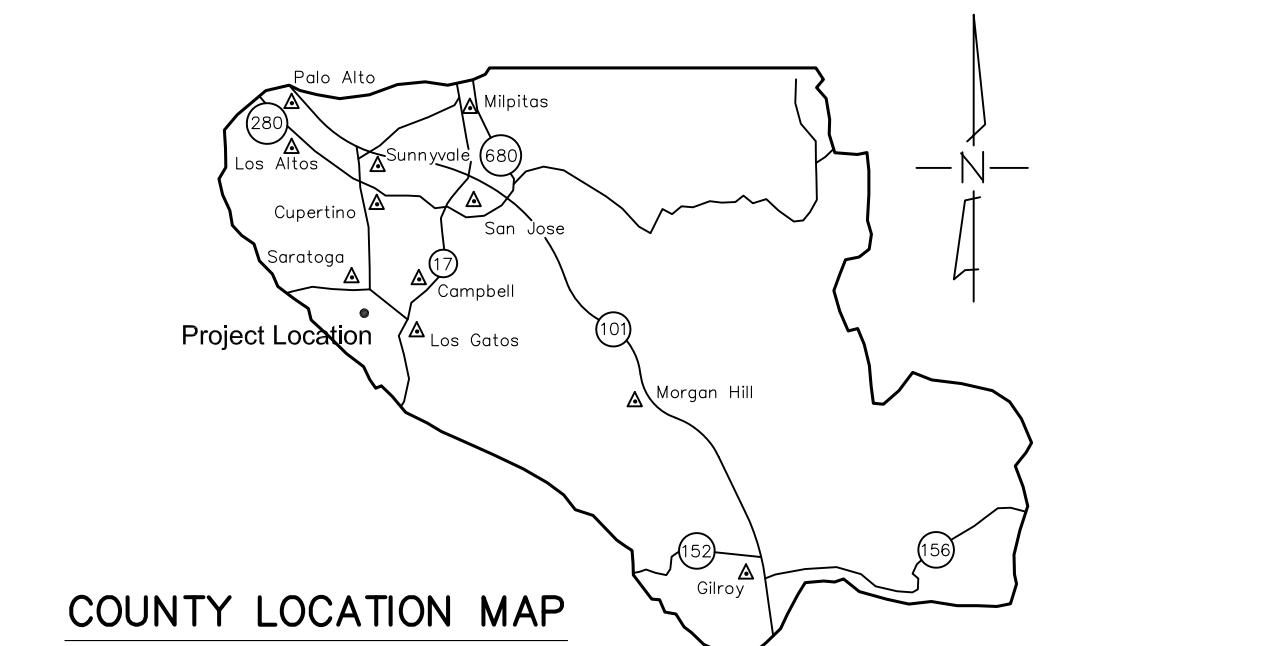 Palo Alto
Milpitas
280
N
Los Altos
Sunnyvale
680
Cupertino
San Jose
Saratoga
17
Campbell
Project Location
Los Gatos
101
Morgan Hill
152
156
Gilroy
COUNTY LOCATION MAP